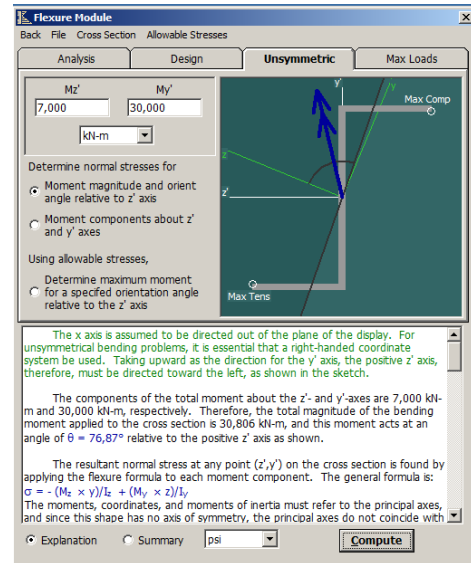 Flexure Module
Back File Cross Section Allowable Stresses
Analysis Design Unsymmetric Max Loads
Mz' My'
7,000 30,000
kN-m
Determine normal stresses for
Moment magnitude and orient
angle relative to z' axis
Moment components about z'
and y' axes
Using allowable stresses,
Determine maximum moment
for a specifed orientation angle
relative to the z' axis
y' y
Max Comp
z
z'
Max Tens
The x axis is assumed to be directed out of the plane of the display. For
unsymmetrical bending problems, it is essential that a right-handed coordinate
system be used. Taking upward as the direction for the y' axis, the positive z' axis,
therefore, must be directed toward the left, as shown in the sketch.
The components of the total moment about the z'- and y'-axes are 7,000 kN-
m and 30,000 kN-m, respectively. Therefore, the total magnitude of the bending
moment applied to the cross section is 30,806 kN-m, and this moment acts at an
angle of θ = 76,87° relative to the positive z' axis as shown.
The resultant normal stress at any point (z',y') on the cross section is found by
applying the flexure formula to each moment component. The general formula is:
σ = - (Mz × y)/Iz + (My × z)/Iy
The moments, coordinates, and moments of inertia must refer to the principal axes,
and since this shape has no axis of symmetry, the principal axes do not coincide with
Explanation Summary psi Compute